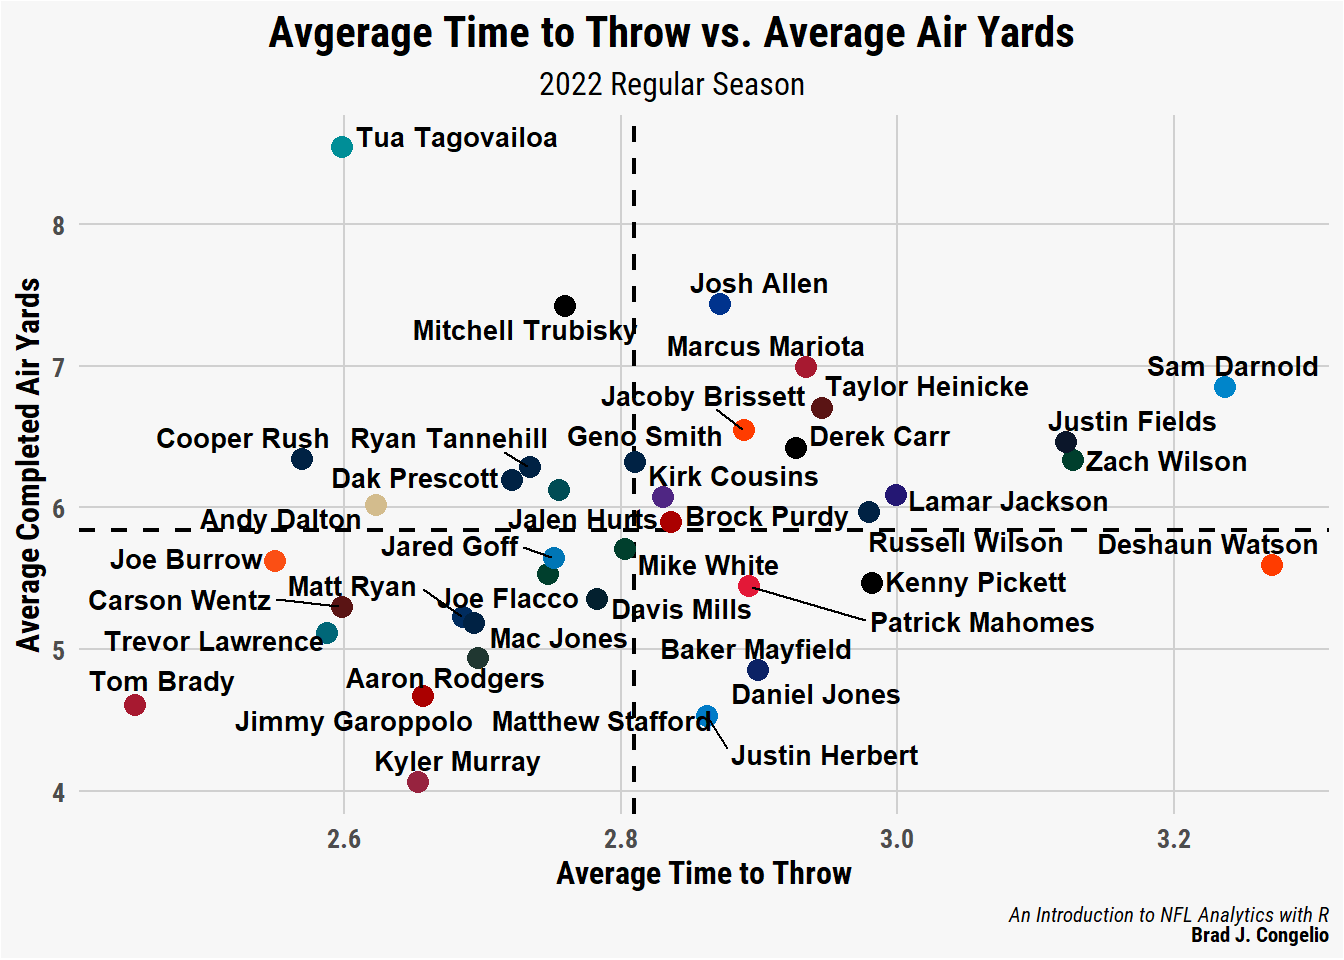 Avgerage Time to Throw vs. Average Air Yards
2022 Regular Season
Tua Tagovailoa
8
Josh Allen
Mitchell Trubisky
Marcus Mariota
7
Sam Darnold
Taylor Heinicke
Jacoby Brissett
Justin Fields
Cooper Rush
Ryan Tannehill
Geno Smith
Derek Carr
Zach Wilson
Dak Prescott
Kirk Cousins
Lamar Jackson
6
Andy Dalton
Jalen Hurts
Brock Purdy
Russell Wilson
Deshaun Watson
Jared Goff
Joe Burrow
Mike White
Matt Ryan
Kenny Pickett
Carson Wentz
Joe Flacco
Davis Mills
Patrick Mahomes
Trevor Lawrence
Mac Jones
5
Baker Mayfield
Tom Brady
Aaron Rodgers
Daniel Jones
Jimmy Garoppolo
Matthew Stafford
Justin Herbert
Kyler Murray
4
Average Completed Air Yards
2.6
2.8
3.0
3.2
Average Time to Throw
An Introduction to NFL Analytics with R
Brad J. Congelio